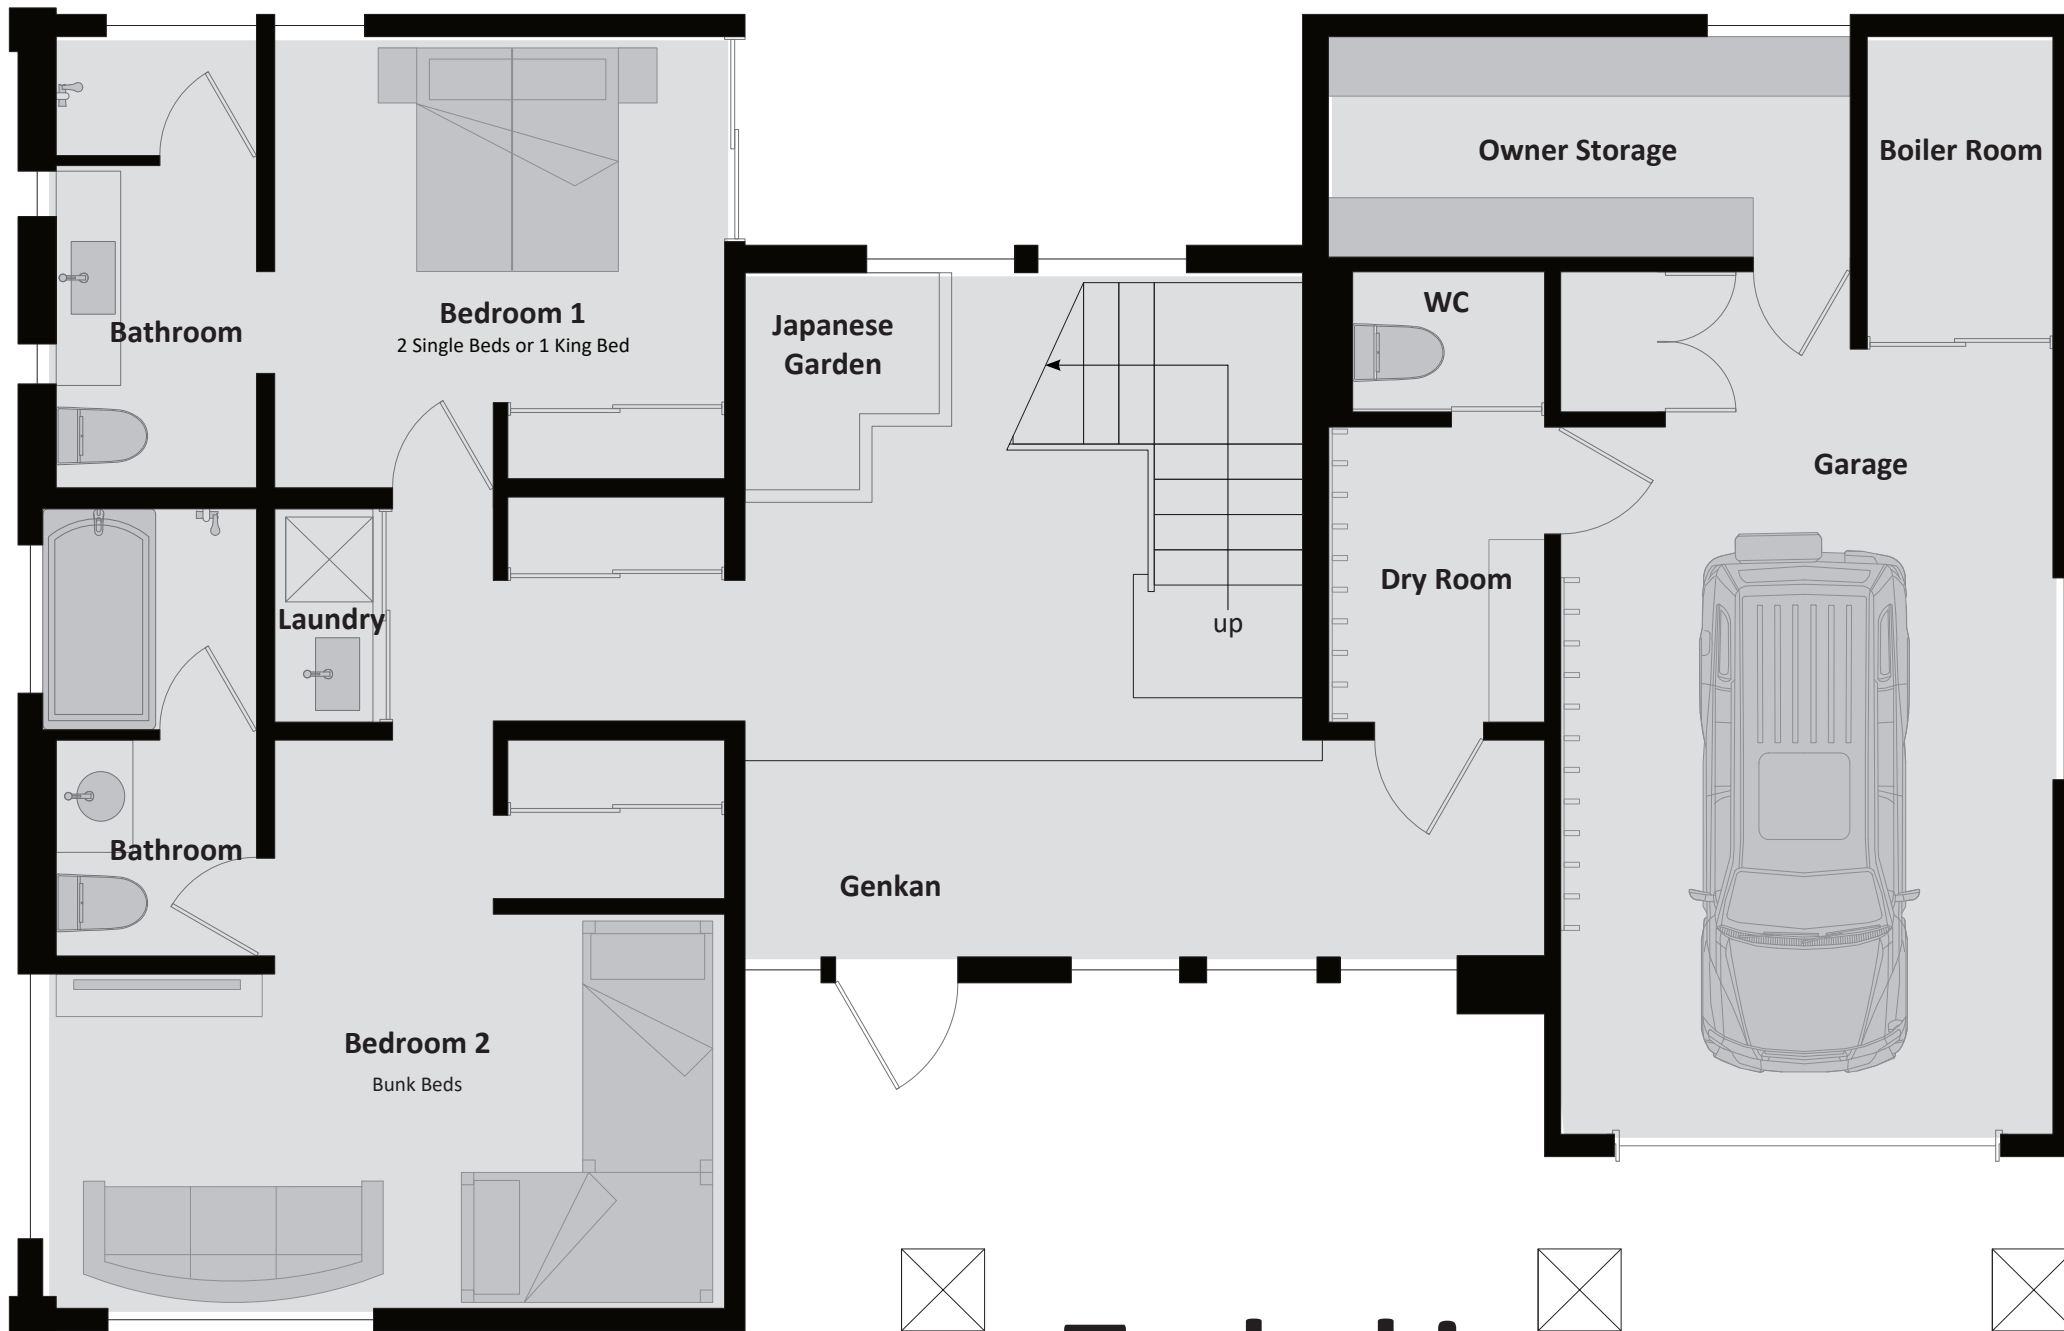 Owner Storage
Boiler Room
WC
Bedroom 1
2 Single Beds or 1 King Bed
Bathroom
Japanese
Garden
Garage
Dry Room
Laundry
up
Bathroom
Genkan
Bedroom 2
Bunk Beds